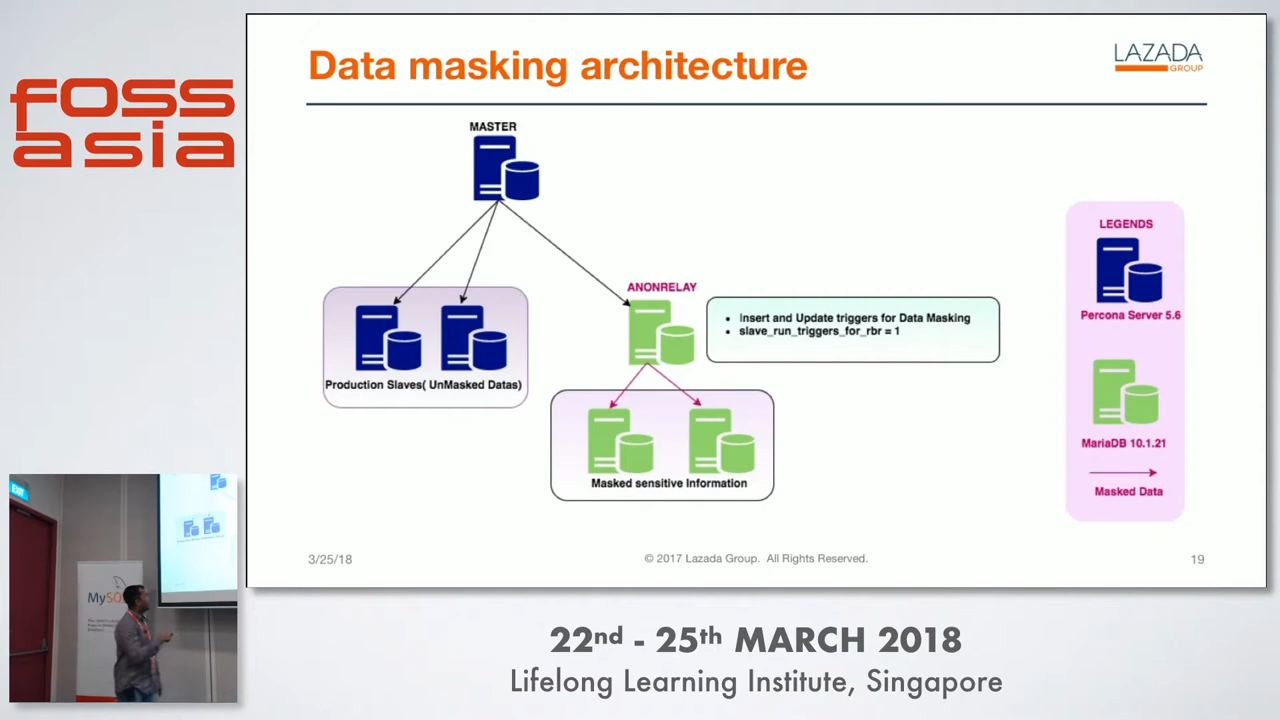 foss
asia
Data masking architecture
LAZADA
GROUP
MASTER
ANONRELAY
• Insert and Update triggers for Data Masking
• slave_run_triggers_for_rbr = 1
Production Slaves( UnMasked Datas)
Masked sensitive Information
LEGENDS
Percona Server 5.6
MariaDB 10.1.21
Masked Data
3/25/18
© 2017 Lazada Group. All Rights Reserved.
19
EXIT
MySQ
22nd - 25th MARCH 2018
Lifelong Learning Institute, Singapore